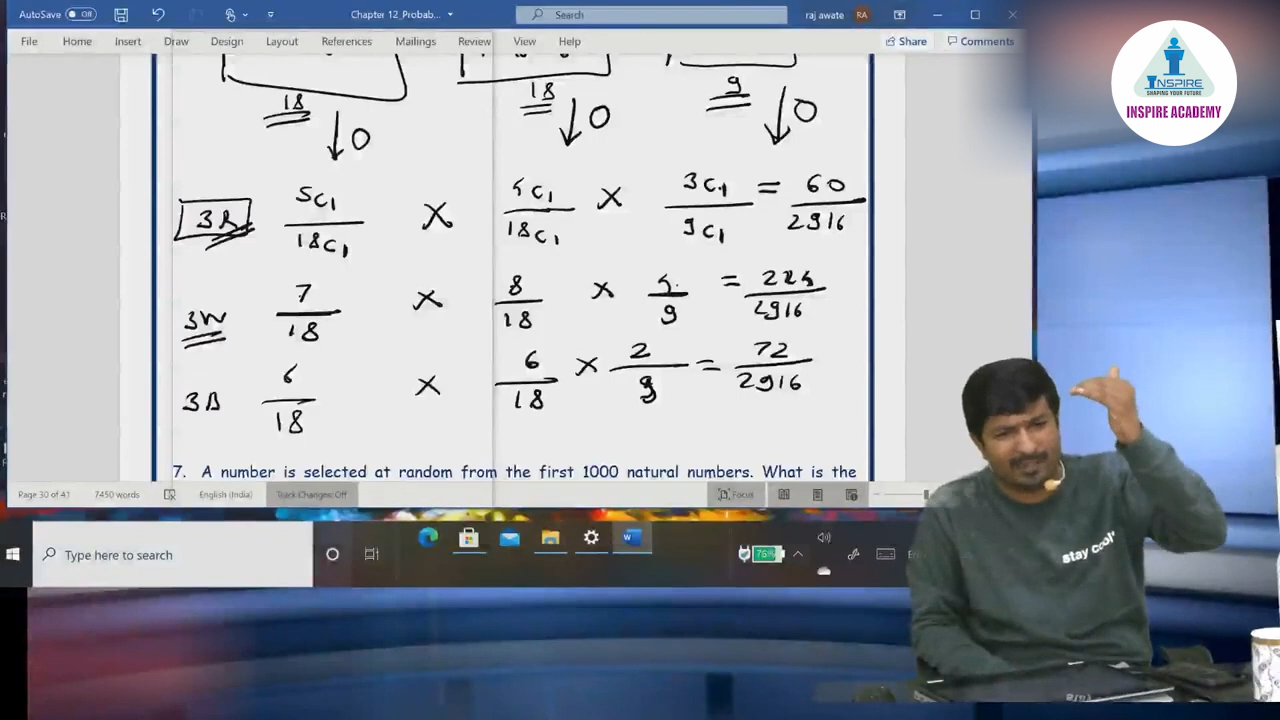 AutoSave Off Chapter 12_Probab... Search raj awate RA
File Home Insert Draw Design Layout References Mailings Review View Help Share Comments
INSPIRE
SHAPING YOUR FUTURE
INSPIRE ACADEMY
18 18 9
0 0 0
3R 5C1/18C1 × 4C1/18C1 × 3C1/9C1 = 60/2916
3W 7/18 × 8/18 × 4/9 = 224/2916
3B 6/18 × 6/18 × 2/9 = 72/2916
7. A number is selected at random from the first 1000 natural numbers. What is the
Page 30 of 41 7450 words English (India) Track Changes: Off Focus
Type here to search 76%
stay cool'